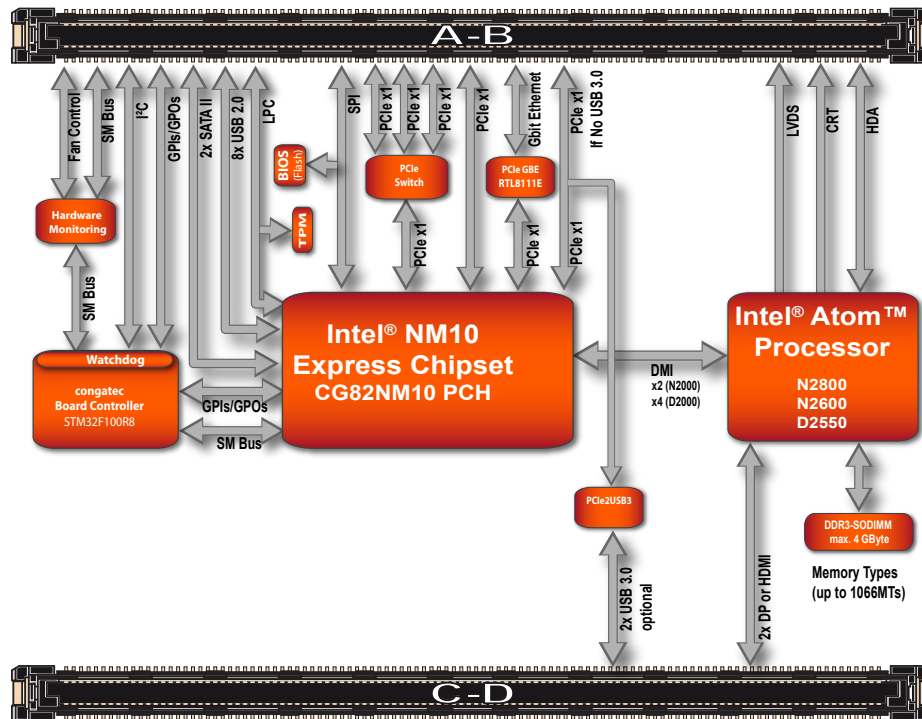 A-B
Fan Control
SM Bus
I²C
GPIs/GPOs
2x SATA II
8x USB 2.0
LPC
SPI
PCIe x1
PCIe x1
PCIe x1
PCIe x1
Gbit Ethernet
PCIe x1
If No USB 3.0
LVDS
CRT
HDA
BIOS
(Flash)
PCIe
Switch
PCIe GBE
RTL8111E
Hardware
Monitoring
TPM
PCIe x1
PCIe x1
PCIe x1
SM Bus
Intel® NM10
Express Chipset
CG82NM10 PCH
Intel® Atom™
Processor
N2800
N2600
D2550
Watchdog
congatec
Board Controller
STM32F100R8
GPIs/GPOs
SM Bus
DMI
x2 (N2000)
x4 (D2000)
PCIe2USB3
DDR3-SODIMM
max. 4 GByte
Memory Types
(up to 1066MTs)
2x USB 3.0
optional
2x DP or HDMI
C-D